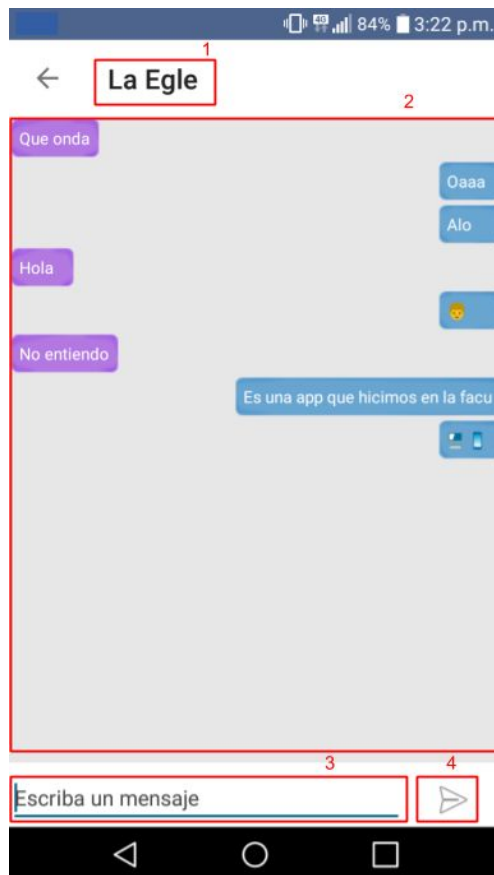 4G 84% 3:22 p.m.
1
La Egle
2
Que onda
Oaaa
Alo
Hola
No entiendo
Es una app que hicimos en la facu
3
4
Escriba un mensaje